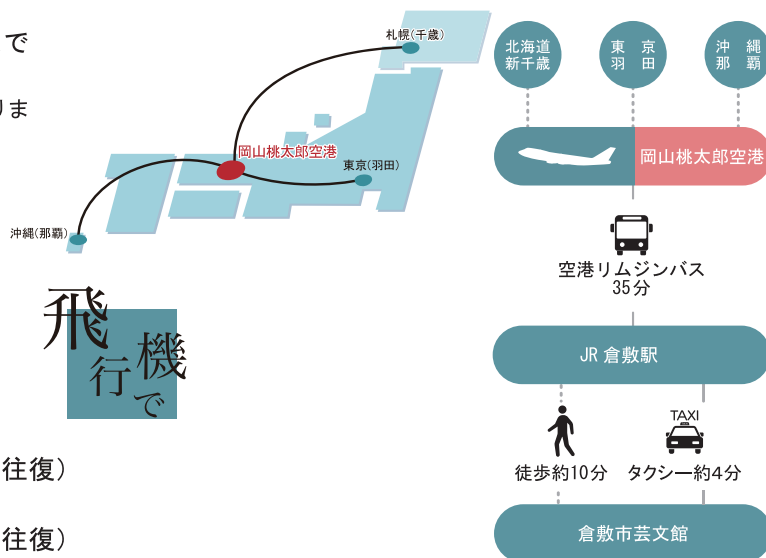 で
りま
札幌(千歳)
岡山桃太郎空港
東京(羽田)
沖縄(那覇)
飛行機で
往復)
往復)
北海道
新千歳
東京
羽田
沖縄
那覇
岡山桃太郎空港
空港リムジンバス
35分
JR 倉敷駅
TAXI
徒歩約10分
タクシー約4分
倉敷市芸文館